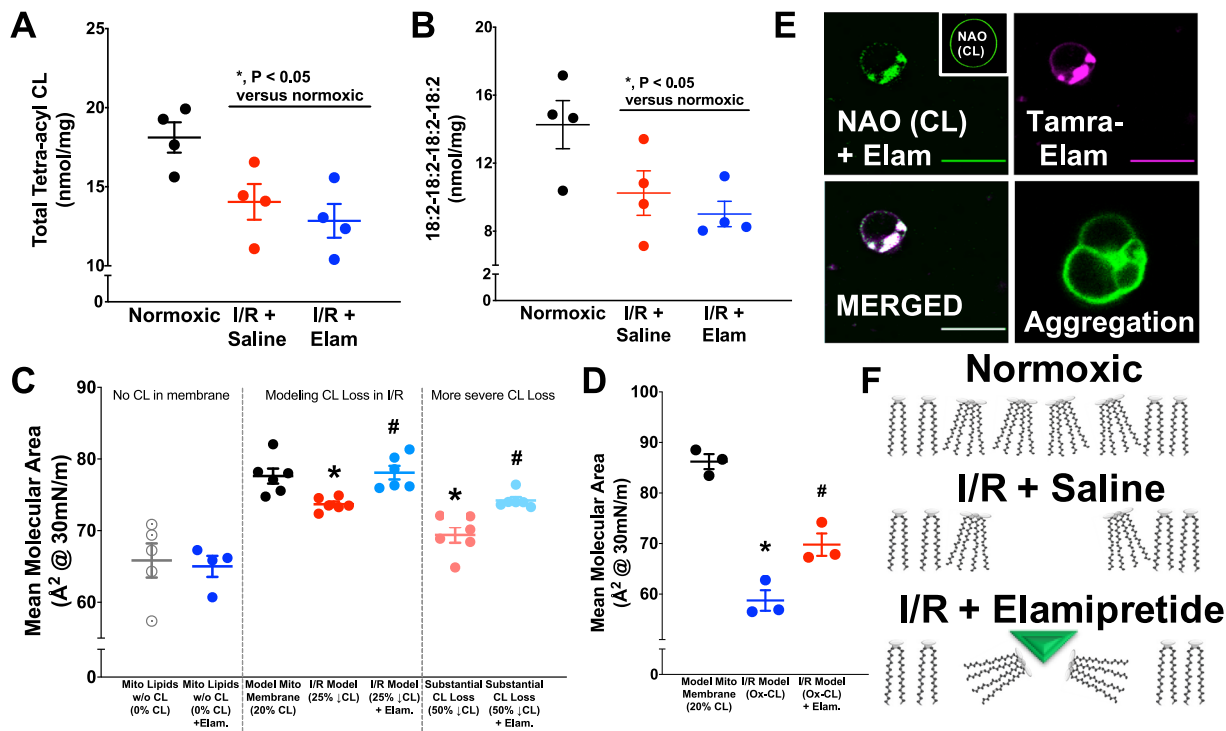 A
Total Tetra-acyl CL
(nmol/mg)
25
20
15
10
0
*, P < 0.05
versus normoxic
Normoxic
I/R +
Saline
I/R +
Elam
B
18:2-18:2-18:2-18:2
(nmol/mg)
20
16
12
8
2
0
*, P < 0.05
versus normoxic
Normoxic
I/R +
Saline
I/R +
Elam
E
NAO
(CL)
NAO (CL)
+ Elam
Tamra-
Elam
MERGED
Aggregation
C
Mean Molecular Area
(Å² @ 30mN/m)
90
80
70
60
0
No CL in membrane
Modeling CL Loss in I/R
More severe CL Loss
*
#
*
#
Mito Lipids
w/o CL
(0% CL)
Mito Lipids
w/o CL
(0% CL)
+Elam.
Model Mito
Membrane
(20% CL)
I/R Model
(25% ↓CL)
I/R Model
(25% ↓CL)
+ Elam.
Substantial
CL Loss
(50% ↓CL)
Substantial
CL Loss
(50% ↓CL)
+ Elam.
D
Mean Molecular Area
(Å² @ 30mN/m)
100
90
80
70
60
0
*
#
Model Mito
Membrane
(20% CL)
I/R Model
(Ox-CL)
I/R Model
(Ox-CL)
+ Elam.
F
Normoxic
I/R + Saline
I/R + Elamipretide